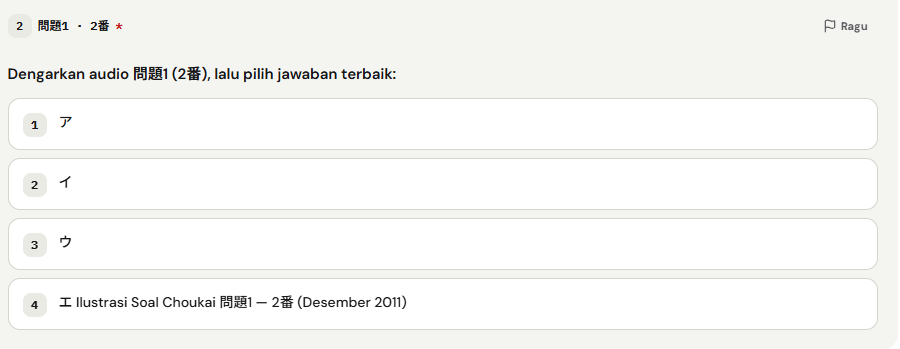 2 問題1 · 2番 *
Ragu
Dengarkan audio 問題1 (2番), lalu pilih jawaban terbaik:
1 ア
2 イ
3 ウ
4 エ Ilustrasi Soal Choukai 問題1 — 2番 (Desember 2011)